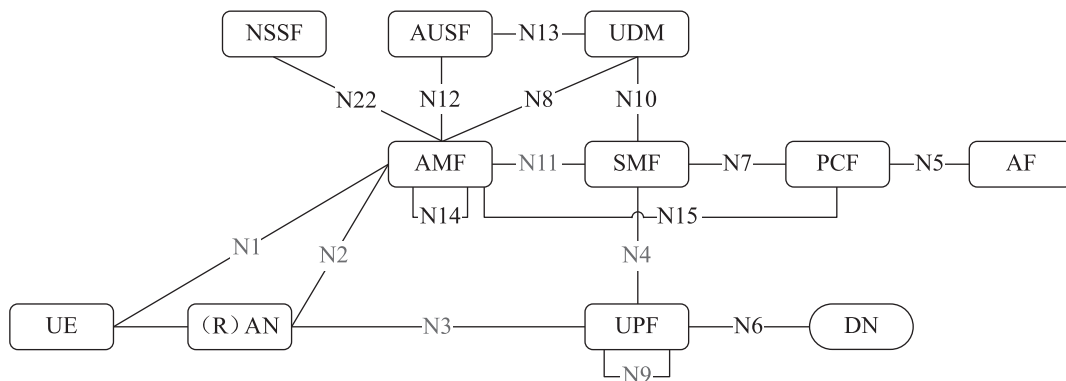 NSSF
AUSF
N13
UDM
N22
N12
N8
N10
AMF
N11
SMF
N7
PCF
N5
AF
N14
N15
N1
N2
N4
UE
（R）AN
N3
UPF
N6
DN
N9